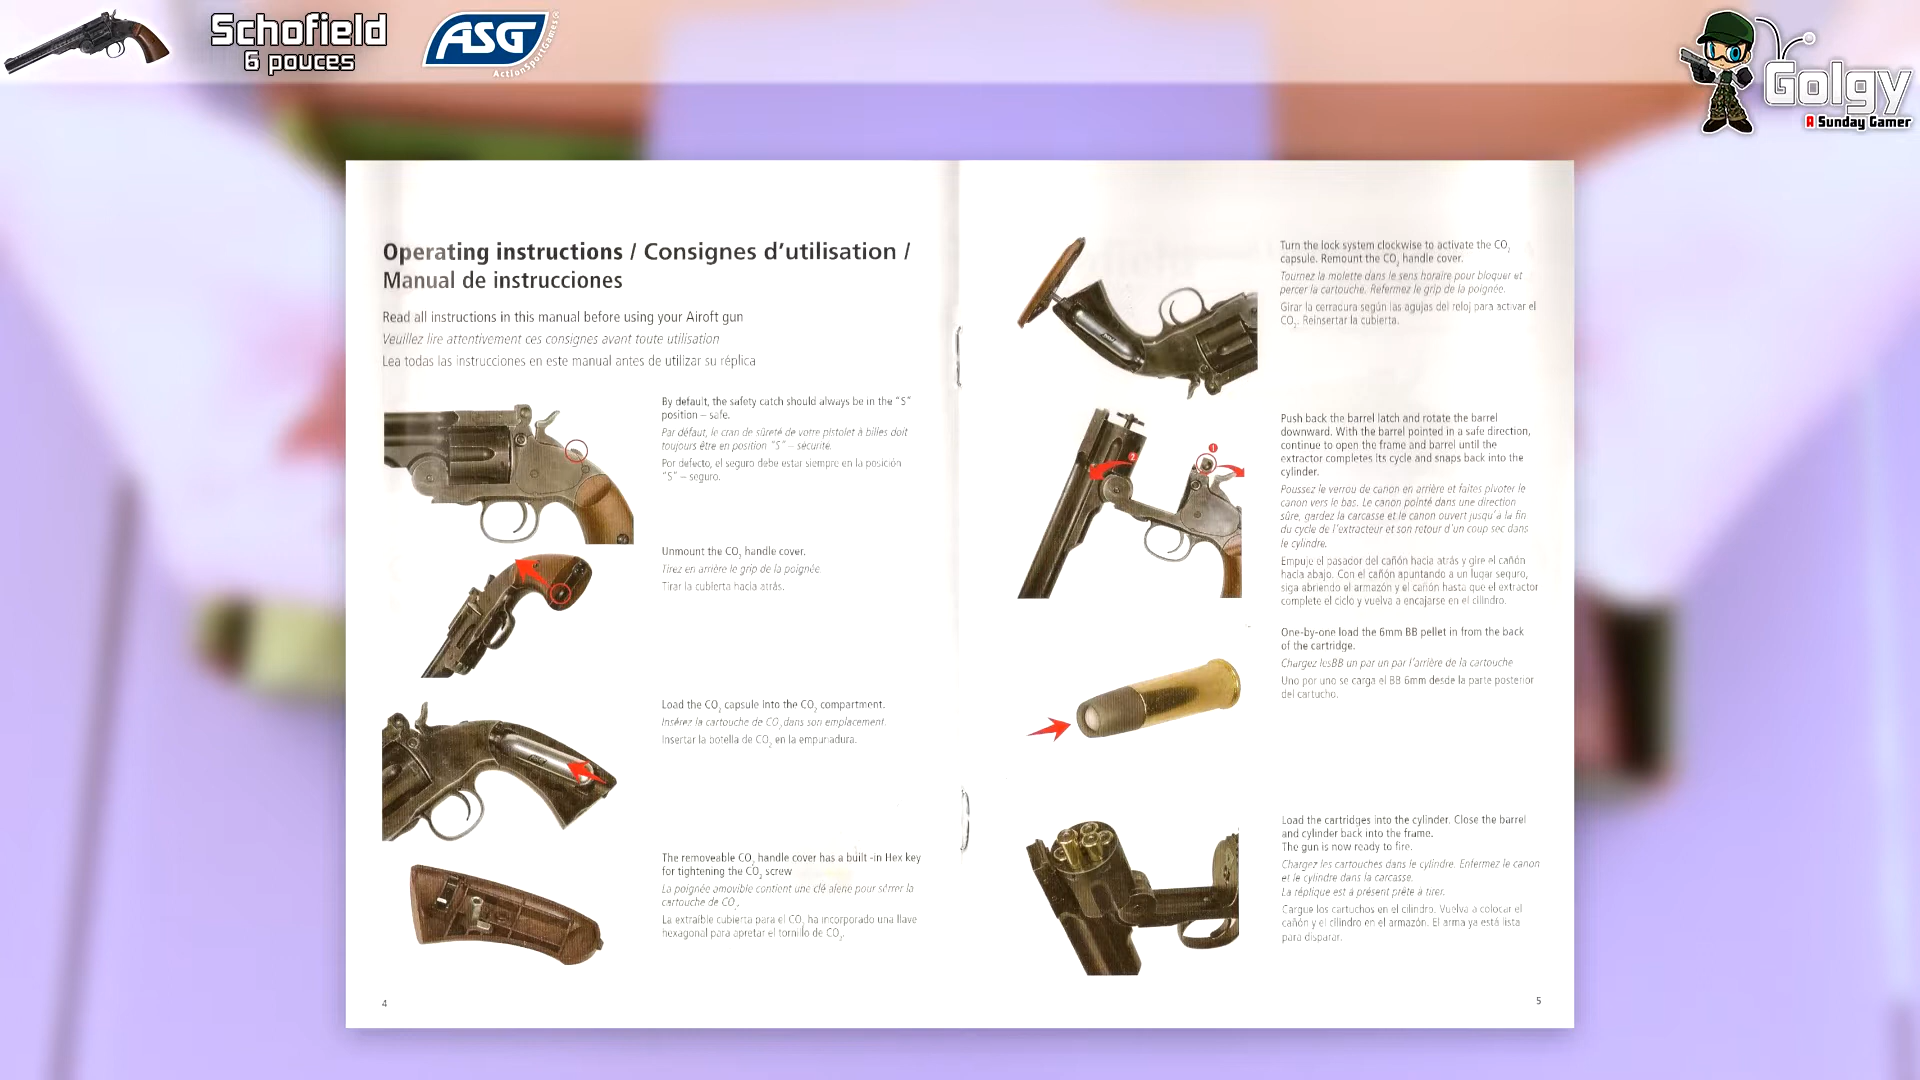 Schofield
6 pouces
ASG
ActionSportGames®
Golgy
A Sunday Gamer
Operating instructions / Consignes d'utilisation /
Manual de instrucciones
Read all instructions in this manual before using your Airoft gun
Veuillez lire attentivement ces consignes avant toute utilisation
Lea todas las instrucciones en este manual antes de utilizar su réplica
By default, the safety catch should always be in the "S"
position – safe.
Par défaut, le cran de sûreté de votre pistolet à billes doit
toujours être en position "S" – sécurité.
Por defecto, el seguro debe estar siempre en la posición
"S" – seguro.
Unmount the CO₂ handle cover.
Tirez en arrière le grip de la poignée.
Tirar la cubierta hacia atrás.
Load the CO₂ capsule into the CO₂ compartment.
Insérez la cartouche de CO₂ dans son emplacement.
Insertar la botella de CO₂ en la empuñadura.
The removeable CO₂ handle cover has a built -in Hex key
for tightening the CO₂ screw
La poignée amovible contient une clé alene pour serrer la
cartouche de CO₂.
La extraíble cubierta para el CO₂ ha incorporado una llave
hexagonal para apretar el tornillo de CO₂.
4
Turn the lock system clockwise to activate the CO₂
capsule. Remount the CO₂ handle cover.
Tournez la molette dans le sens horaire pour bloquer et
percer la cartouche. Refermez le grip de la poignée.
Girar la cerradura según las agujas del reloj para activar el
CO₂. Reinsertar la cubierta.
1
2
Push back the barrel latch and rotate the barrel
downward. With the barrel pointed in a safe direction,
continue to open the frame and barrel until the
extractor completes its cycle and snaps back into the
cylinder.
Poussez le verrou de canon en arrière et faites pivoter le
canon vers le bas. Le canon pointé dans une direction
sûre, gardez la carcasse et le canon ouvert jusqu'à la fin
du cycle de l'extracteur et son retour d'un coup sec dans
le cylindre.
Empuje el pasador del cañón hacia atrás y gire el cañón
hacia abajo. Con el cañón apuntando a un lugar seguro,
siga abriendo el armazón y el cañón hasta que el extractor
complete el ciclo y vuelva a encajarse en el cilindro.
One-by-one load the 6mm BB pellet in from the back
of the cartridge.
Chargez lesBB un par un par l'arrière de la cartouche
Uno por uno se carga el BB 6mm desde la parte posterior
del cartucho.
Load the cartridges into the cylinder. Close the barrel
and cylinder back into the frame.
The gun is now ready to fire.
Chargez les cartouches dans le cylindre. Enfermez le canon
et le cylindre dans la carcasse.
La réplique est à présent prête à tirer.
Cargue los cartuchos en el cilindro. Vuelva a colocar el
cañón y el cilindro en el armazón. El arma ya está lista
para disparar.
5